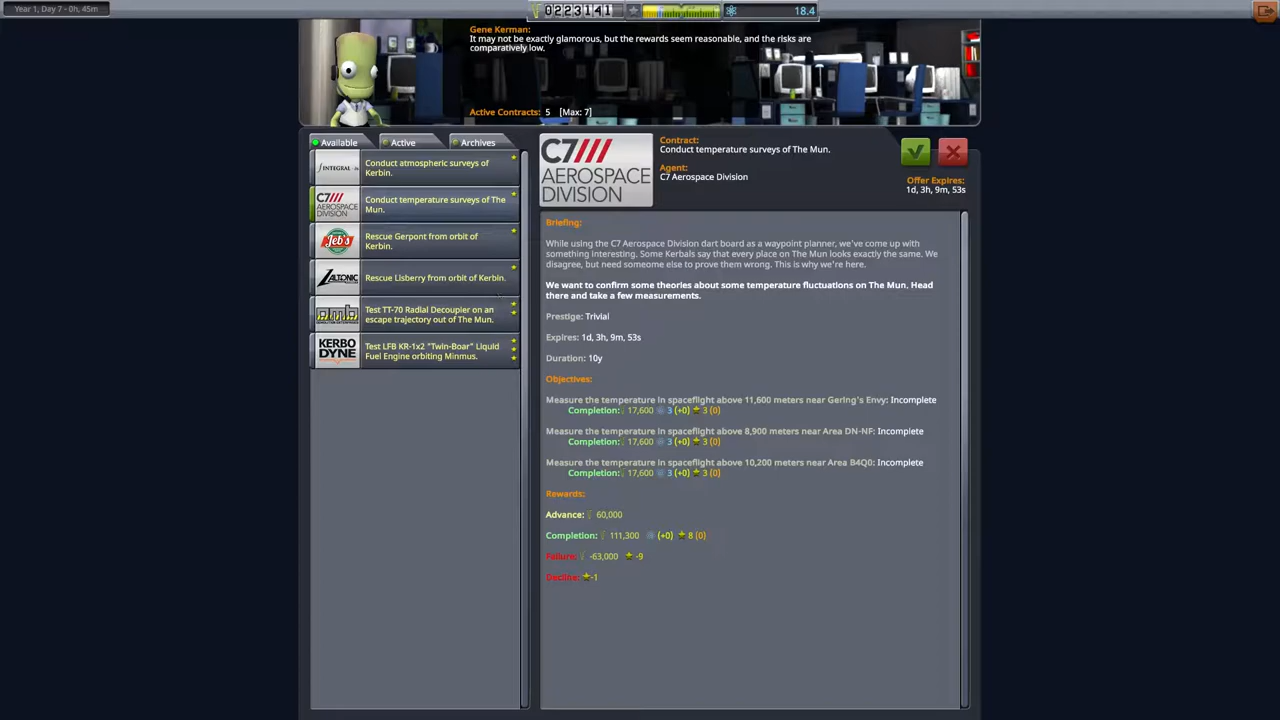 Year 1, Day 7 - 0h, 45m
0223141
18.4
Gene Kerman:
It may not be exactly glamorous, but the rewards seem reasonable, and the risks are
comparatively low.
Active Contracts: 5 [Max: 7]
Available
Active
Archives
INTEGRAL
Conduct atmospheric surveys of
Kerbin.
C7
AEROSPACE
DIVISION
Conduct temperature surveys of The
Mun.
Jeb's
Rescue Gerpont from orbit of
Kerbin.
Rescue Lisberry from orbit of Kerbin.
Test TT-70 Radial Decoupler on an
escape trajectory out of The Mun.
KERBO
DYNE
Test LFB KR-1x2 "Twin-Boar" Liquid
Fuel Engine orbiting Minmus.
C7
AEROSPACE
DIVISION
Contract:
Conduct temperature surveys of The Mun.
Agent:
C7 Aerospace Division
Offer Expires:
1d, 3h, 9m, 53s
Briefing:
While using the C7 Aerospace Division dart board as a waypoint planner, we've come up with
something interesting. Some Kerbals say that every place on The Mun looks exactly the same. We
disagree, but need someone else to prove them wrong. This is why we're here.
We want to confirm some theories about some temperature fluctuations on The Mun. Head
there and take a few measurements.
Prestige: Trivial
Expires: 1d, 3h, 9m, 53s
Duration: 10y
Objectives:
Measure the temperature in spaceflight above 11,600 meters near Gering's Envy: Incomplete
Completion: 17,600 3 (+0) 3 (0)
Measure the temperature in spaceflight above 8,900 meters near Area DN-NF: Incomplete
Completion: 17,600 3 (+0) 3 (0)
Measure the temperature in spaceflight above 10,200 meters near Area B4Q0: Incomplete
Completion: 17,600 3 (+0) 3 (0)
Rewards:
Advance: 60,000
Completion: 111,300 (+0) 8 (0)
Failure: -63,000 -9
Decline: -1